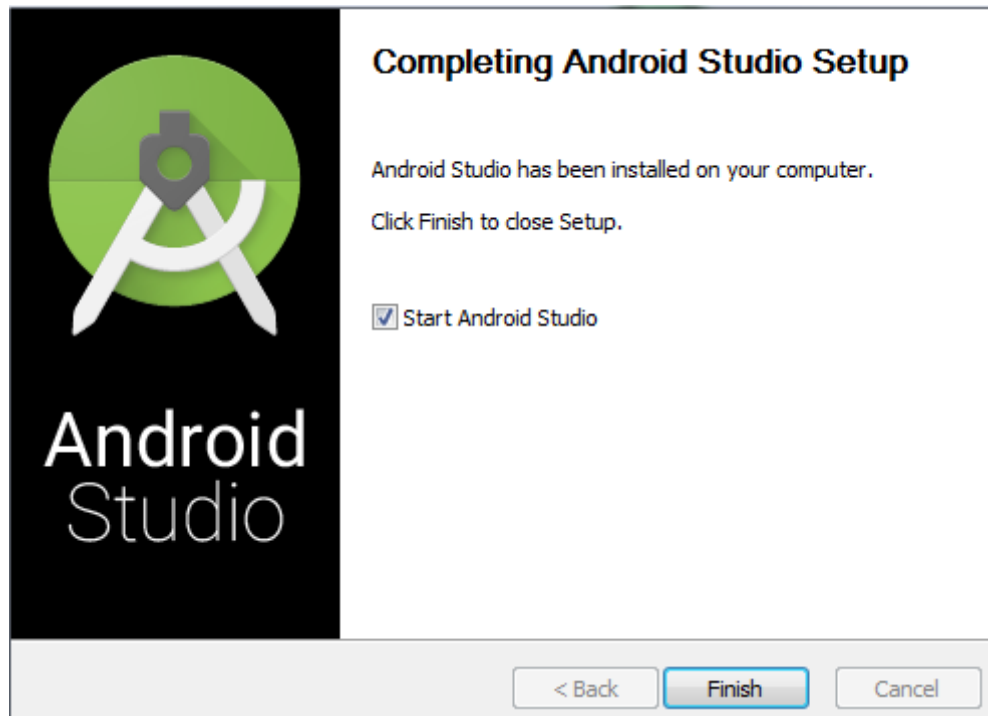 Completing Android Studio Setup
Android Studio has been installed on your computer.
Click Finish to close Setup.
Start Android Studio
Android
Studio
< Back
Finish
Cancel